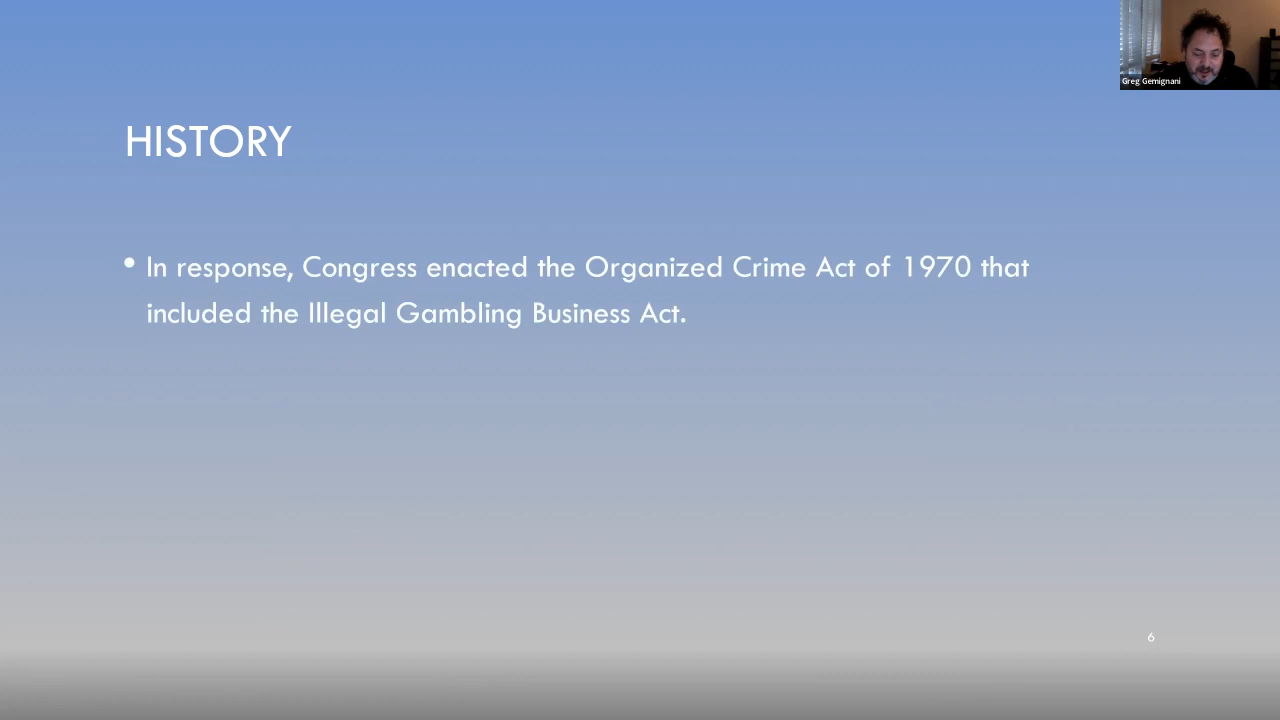 Greg Gemignani
HISTORY
• In response, Congress enacted the Organized Crime Act of 1970 that
included the Illegal Gambling Business Act.
6